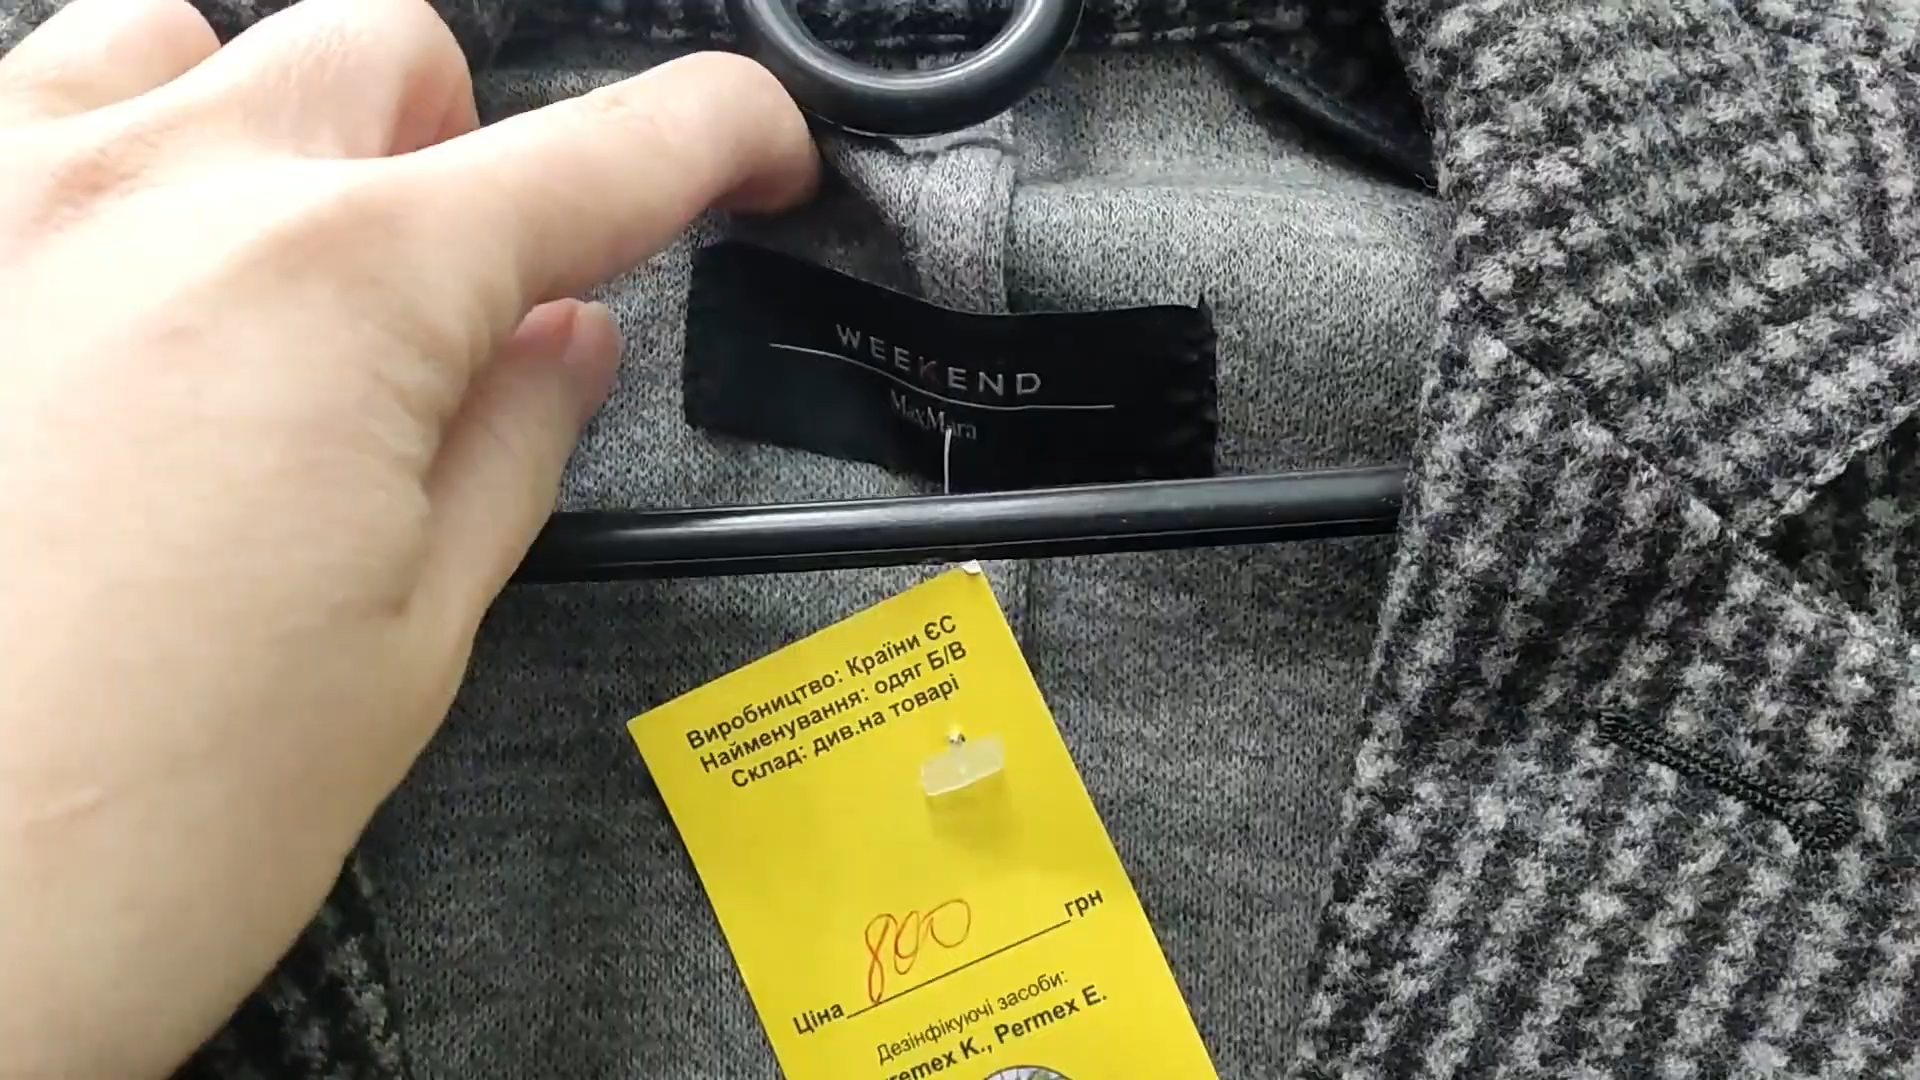 WEEKEND
MaxMara
Виробництво: Країни ЄС
Найменування: одяг Б/В
Склад: див.на товарі
800 грн
Ціна
Дезінфікуючі засоби:
Permex E.